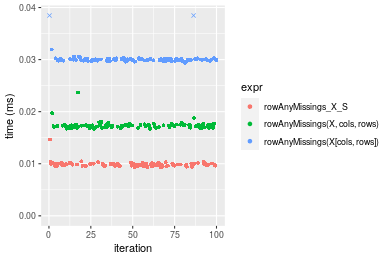 0.04
0.03
0.02
0.01
0.00
time (ms)
0
25
50
75
100
iteration
expr
rowAnyMissings_X_S
rowAnyMissings(X, cols, rows)
rowAnyMissings(X[cols, rows])